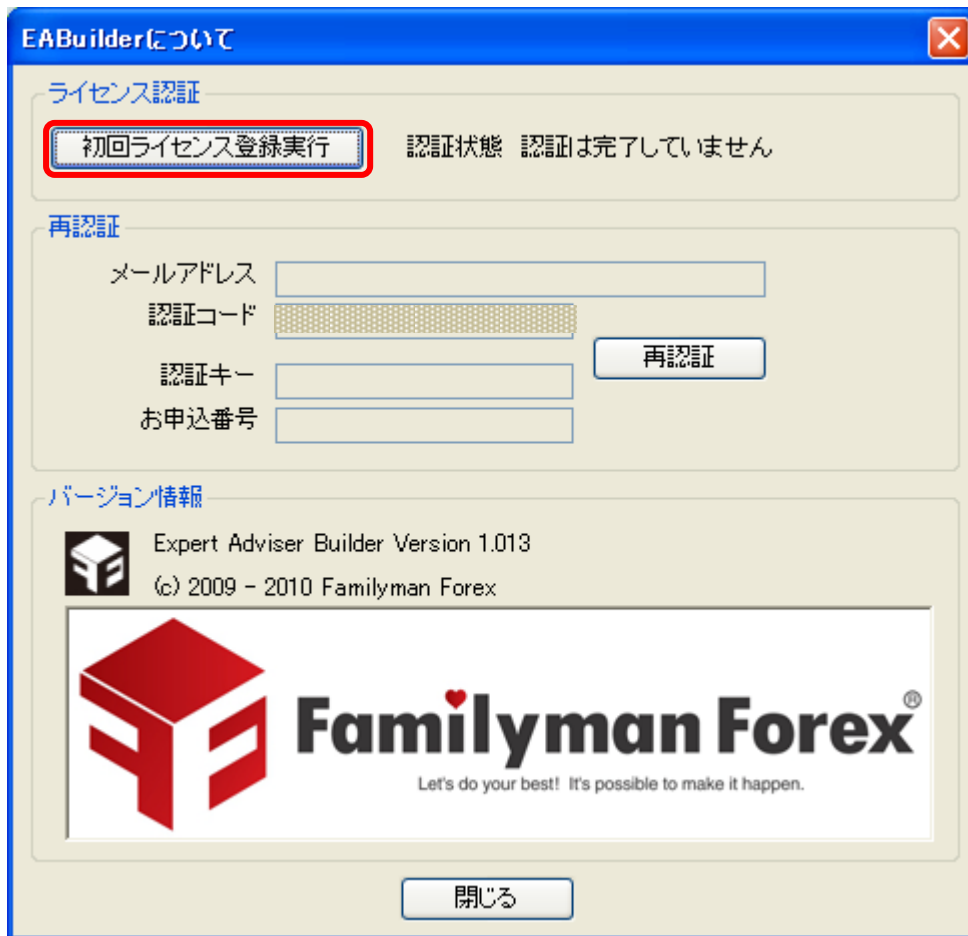 EABuilderについて
ライセンス認証
初回ライセンス登録実行 認証状態 認証は完了していません
再認証
メールアドレス
認証コード
再認証
認証キー
お申込番号
バージョン情報
Expert Adviser Builder Version 1.013
(c) 2009 - 2010 Familyman Forex
Familyman Forex®
Let's do your best! It's possible to make it happen.
閉じる